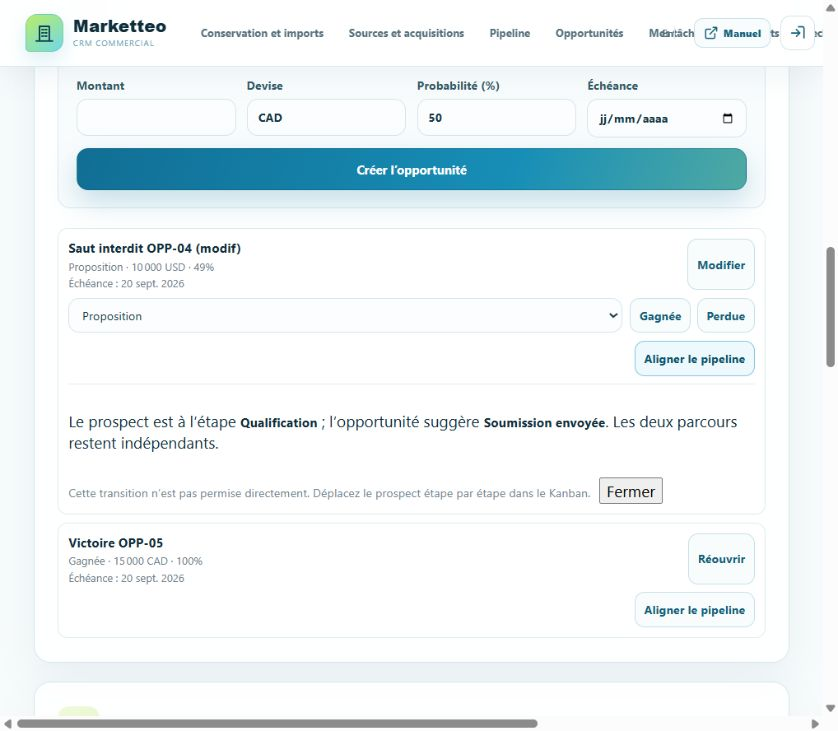 Marketteo
CRM COMMERCIAL
Conservation et imports
Sources et acquisitions
Pipeline
Opportunités
Manuel
Montant
Devise
Probabilité (%)
Échéance
CAD
50
jj/mm/aaaa
Créer l'opportunité
Saut interdit OPP-04 (modif)
Proposition · 10 000 USD · 49%
Échéance : 20 sept. 2026
Modifier
Proposition
Gagnée
Perdue
Aligner le pipeline
Le prospect est à l'étape Qualification ; l'opportunité suggère Soumission envoyée. Les deux parcours
restent indépendants.
Cette transition n'est pas permise directement. Déplacez le prospect étape par étape dans le Kanban.
Fermer
Victoire OPP-05
Gagnée · 15 000 CAD · 100%
Échéance : 20 sept. 2026
Réouvrir
Aligner le pipeline